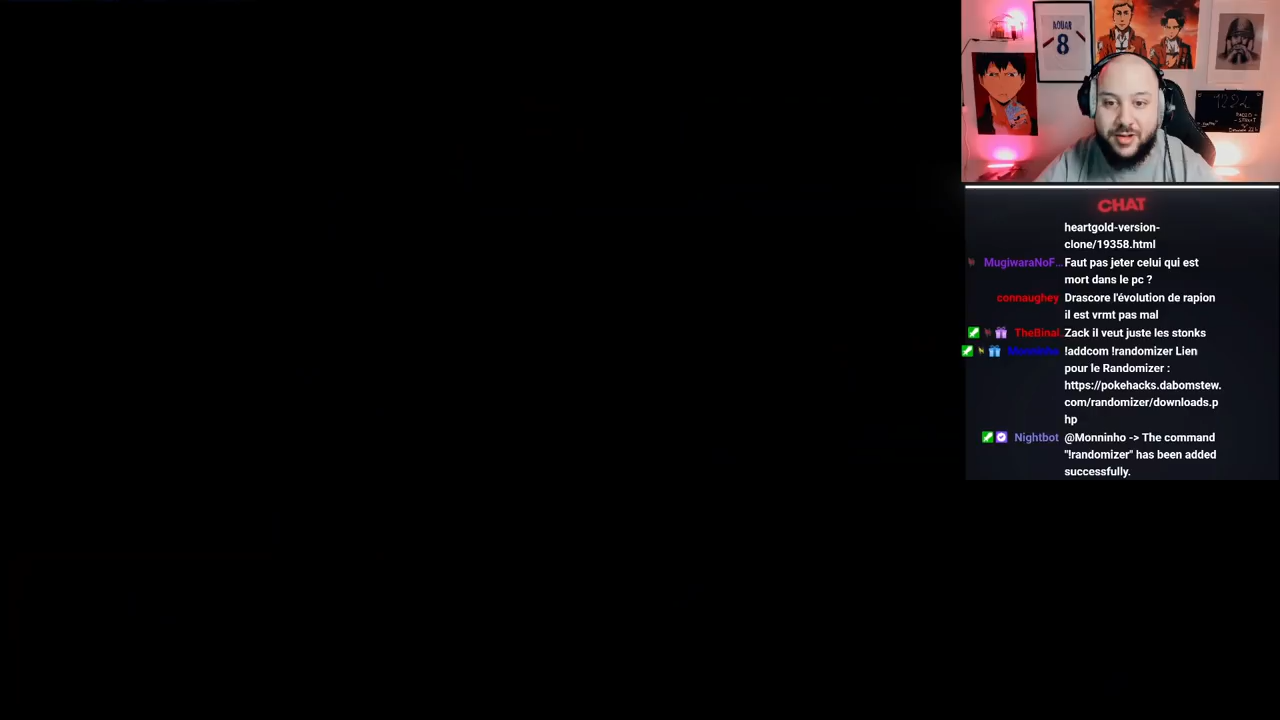 AOUAR
8
CHAT
heartgold-version-
clone/19358.html
MugiwaraNoF... Faut pas jeter celui qui est
mort dans le pc ?
connaughey Drascore l'évolution de rapion
il est vrmt pas mal
TheBinal. Zack il veut juste les stonks
Monninho !addcom !randomizer Lien
pour le Randomizer :
https://pokehacks.dabomstew.
com/randomizer/downloads.p
hp
Nightbot @Monninho -> The command
"!randomizer" has been added
successfully.